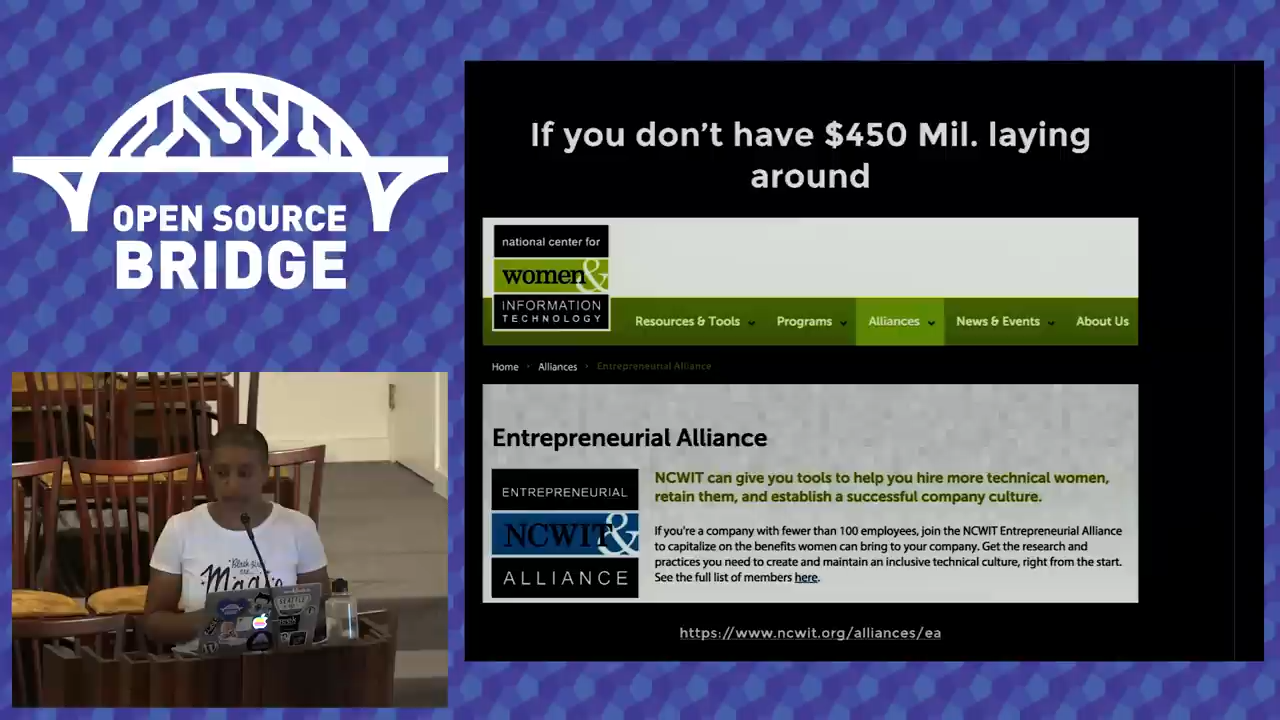 OPEN SOURCE
BRIDGE
If you don’t have $450 Mil. laying
around
national center for
women&
INFORMATION
TECHNOLOGY
Resources & Tools
Programs
Alliances
News & Events
About Us
Home
Alliances
Entrepreneurial Alliance
Entrepreneurial Alliance
ENTREPRENEURIAL
NCWIT&
ALLIANCE
NCWIT can give you tools to help you hire more technical women,
retain them, and establish a successful company culture.
If you're a company with fewer than 100 employees, join the NCWIT Entrepreneurial Alliance
to capitalize on the benefits women can bring to your company. Get the research and
practices you need to create and maintain an inclusive technical culture, right from the start.
See the full list of members here.
https://www.ncwit.org/alliances/ea
Magic
SEATTLE